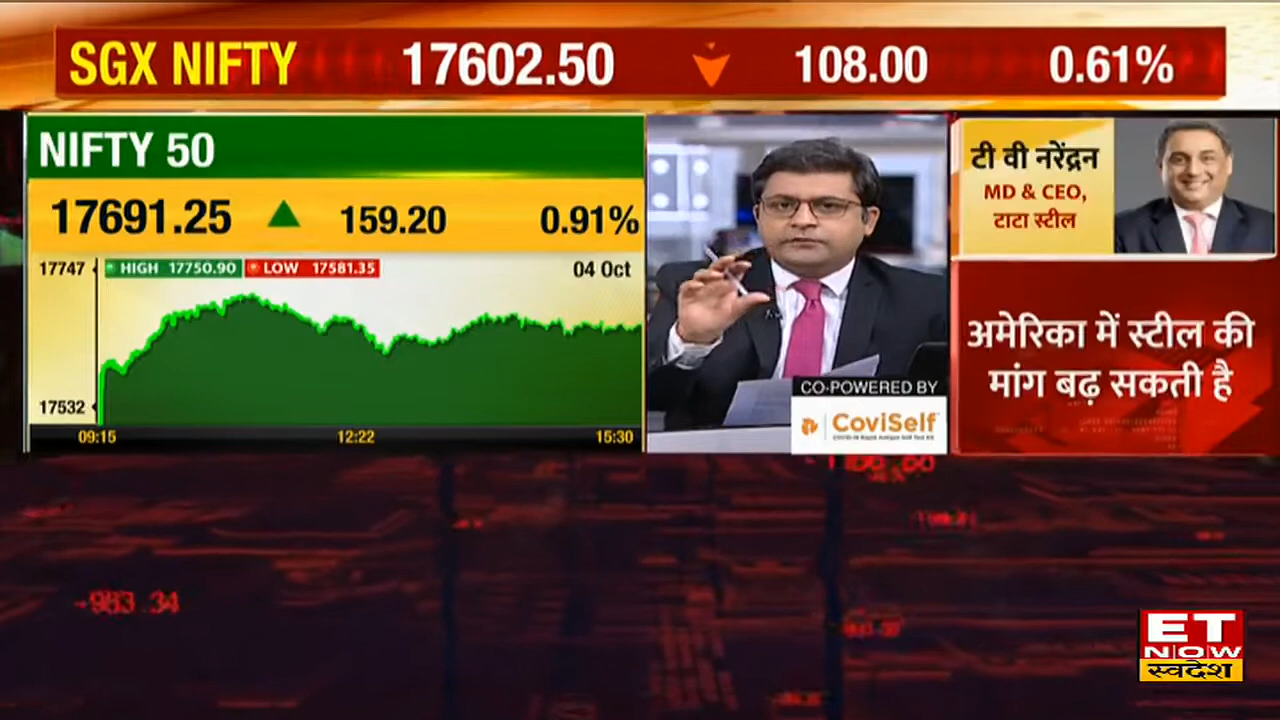 SGX NIFTY 17602.50 108.00 0.61%
NIFTY 50
17691.25 159.20 0.91%
17747 HIGH 17750.90 LOW 17581.35 04 Oct
17532
09:15 12:22 15:30
CO-POWERED BY
CoviSelf
टी वी नरेंद्रन
MD & CEO,
टाटा स्टील
अमेरिका में स्टील की
मांग बढ़ सकती है
-983.34
ET
NOW
स्वदेश